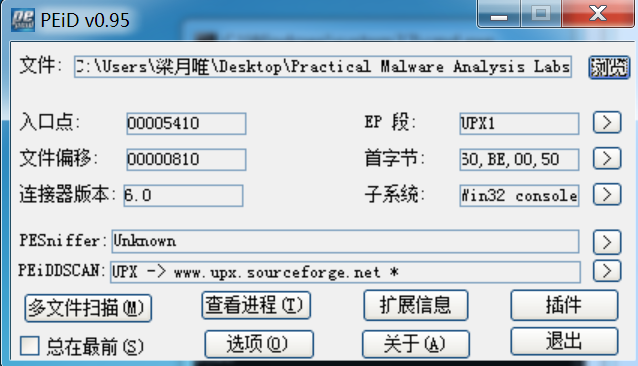 PEiD v0.95
文件: C:\Users\梁月唯\Desktop\Practical Malware Analysis Labs 浏览
入口点: 00005410 EP 段: UPX1 >
文件偏移: 00000810 首字节: 60,BE,00,50 >
连接器版本: 6.0 子系统: Win32 console >
PESniffer: Unknown >
PEiDDSCAN: UPX -> www.upx.sourceforge.net * >
多文件扫描(M) 查看进程(T) 扩展信息 插件
总在最前(S) 选项(O) 关于(A) 退出